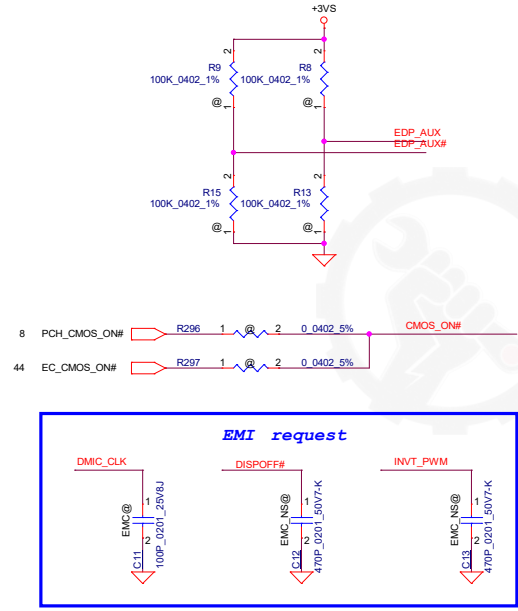 +3VS
2
2
R9
R8
100K_0402_1%
100K_0402_1%
@
1
@
1
EDP_AUX
EDP_AUX#
2
2
R15
R13
100K_0402_1%
100K_0402_1%
@
1
@
1
8 PCH_CMOS_ON# R296 1 @ 2 0_0402_5% CMOS_ON#
44 EC_CMOS_ON# R297 1 @ 2 0_0402_5%
EMI request
DMIC_CLK
DISPOFF#
INVT_PWM
EMC@
1
2
C11
100P_0201_25V8J
EMC_NS@
1
2
C12
470P_0201_50V7-K
EMC_NS@
1
2
C13
470P_0201_50V7-K